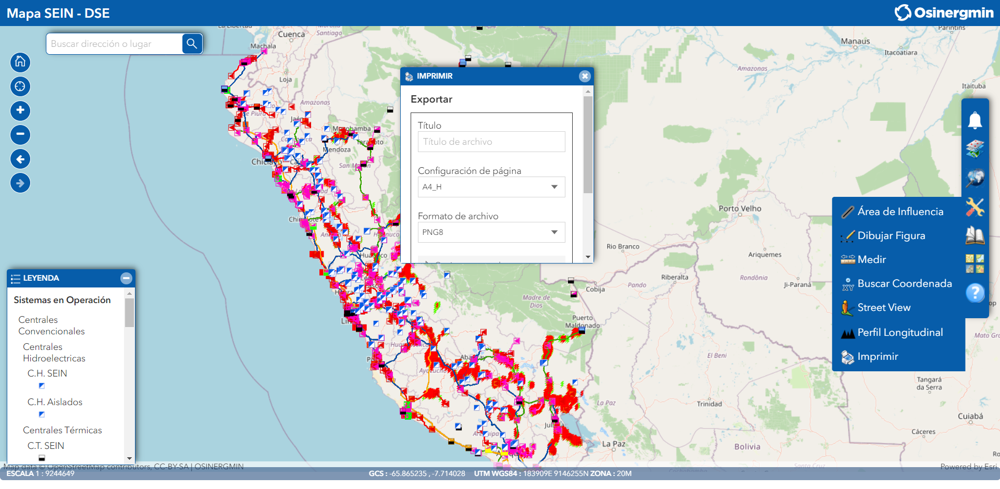 Mapa SEIN - DSE
Osinergmin
Buscar dirección o lugar
IMPRIMIR
Exportar
Título
Título de archivo
Configuración de página
A4_H
Formato de archivo
PNG8
Área de Influencia
Dibujar Figura
Medir
Buscar Coordenada
Street View
Perfil Longitudinal
Imprimir
LEYENDA
Sistemas en Operación
Centrales
Convencionales
Centrales
Hidroelectricas
C.H. SEIN
C.H. Aislados
Centrales Térmicas
C.T. SEIN
Cuenca
Santiago
Machala
Loja
Amazonas
Mendoza
Manaus
Itacoatiara
Parintins
Amazonas
Itaituba
Porto Velho
Rio Branco
Ariquemes
Rondônia
Ji-Paraná
Riberalta
Pando
Cobija
Madre de
Dios
Puerto
Maldonado
El Beni
Mato Gro
Tangará
da Serra
Trinidad
La Paz
Cuiabá
Cáceres
La Paz
Bolivia
Santa Cruz
Map data © OpenStreetMap contributors, CC-BY-SA | OSINERGMIN
Powered by Esri
ESCALA 1 : 9244649
GCS : -65.865235 , -7.714028
UTM WGS84 : 183909E 9146255N ZONA : 20M